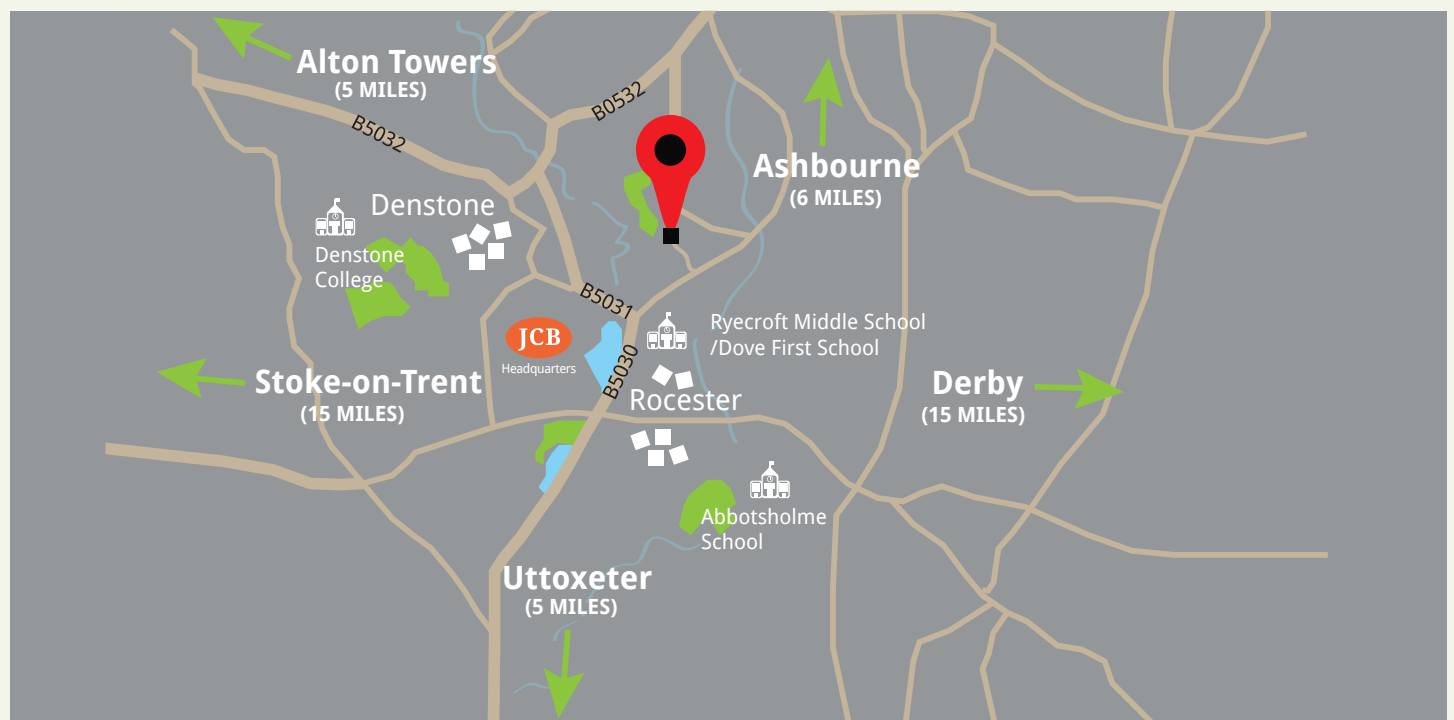 Alton Towers
(5 MILES)
B5032
B0532
Ashbourne
(6 MILES)
Denstone
Denstone
College
B5031
JCB
Headquarters
Ryecroft Middle School
/Dove First School
B5030
Stoke-on-Trent
(15 MILES)
Rocester
Derby
(15 MILES)
Abbotsholme
School
Uttoxeter
(5 MILES)